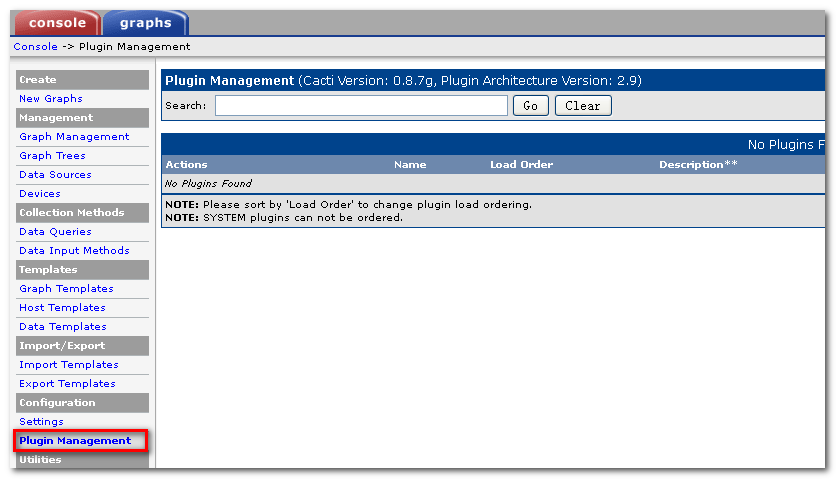 console graphs
Console -> Plugin Management
Create
New Graphs
Management
Graph Management
Graph Trees
Data Sources
Devices
Collection Methods
Data Queries
Data Input Methods
Templates
Graph Templates
Host Templates
Data Templates
Import/Export
Import Templates
Export Templates
Configuration
Settings
Plugin Management
Utilities
Plugin Management (Cacti Version: 0.8.7g, Plugin Architecture Version: 2.9)
Search: Go Clear
No Plugins F
Actions Name Load Order Description**
No Plugins Found
NOTE: Please sort by 'Load Order' to change plugin load ordering.
NOTE: SYSTEM plugins can not be ordered.